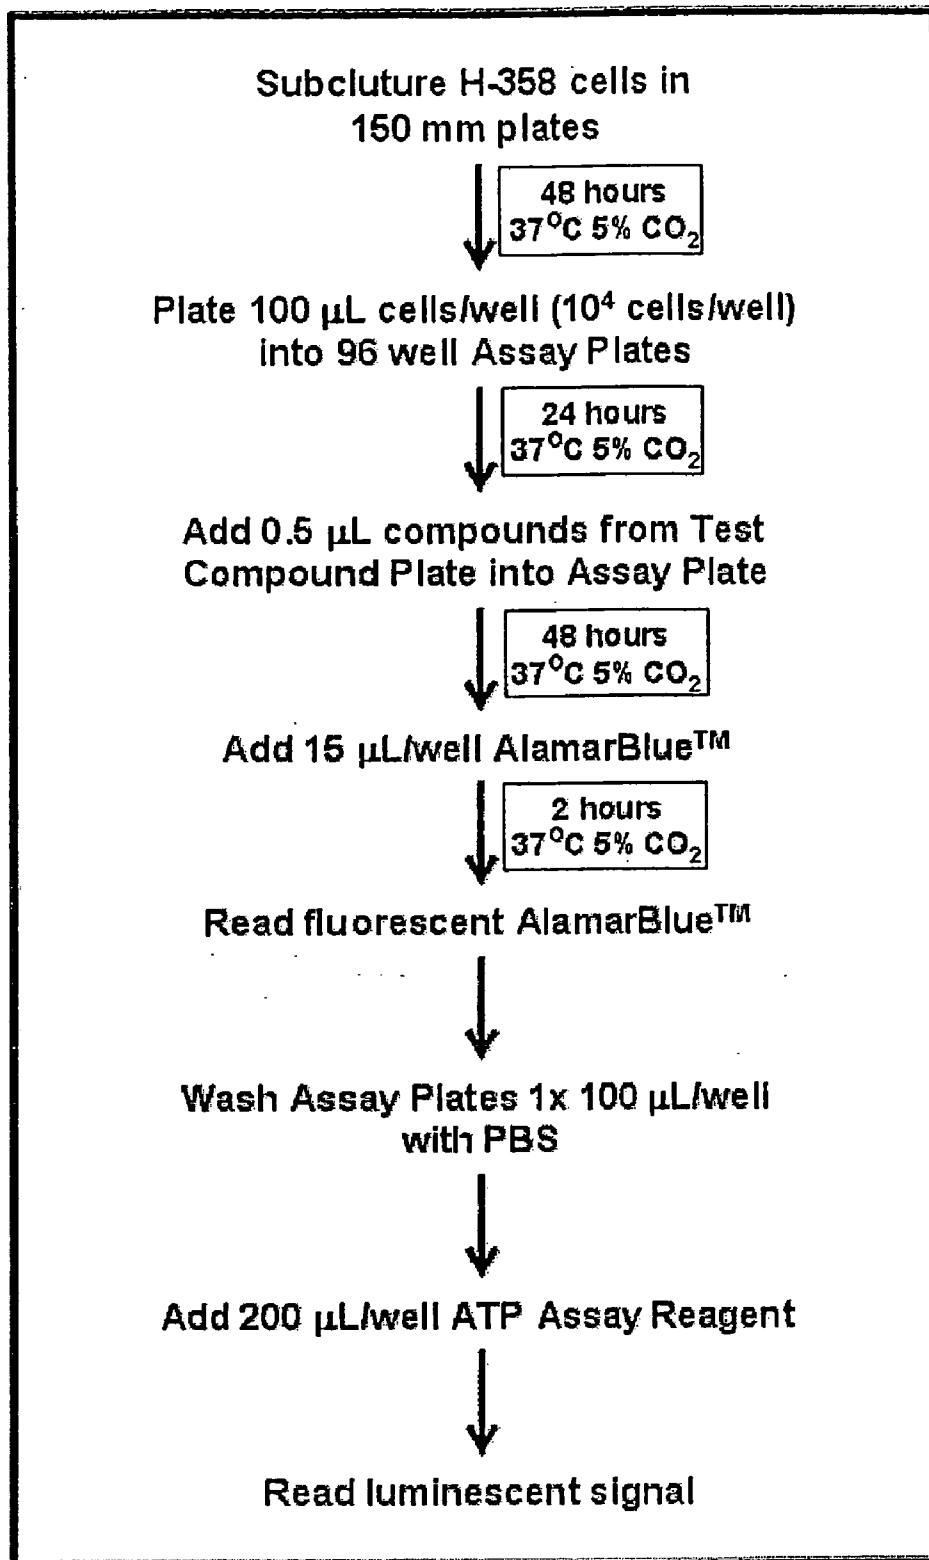 Subcluture H-358 cells in
150 mm plates
48 hours
37°C 5% CO₂
Plate 100 µL cells/well (10⁴ cells/well)
into 96 well Assay Plates
24 hours
37°C 5% CO₂
Add 0.5 µL compounds from Test
Compound Plate into Assay Plate
48 hours
37°C 5% CO₂
Add 15 µL/well AlamarBlue™
2 hours
37°C 5% CO₂
Read fluorescent AlamarBlue™
Wash Assay Plates 1x 100 µL/well
with PBS
Add 200 µL/well ATP Assay Reagent
Read luminescent signal